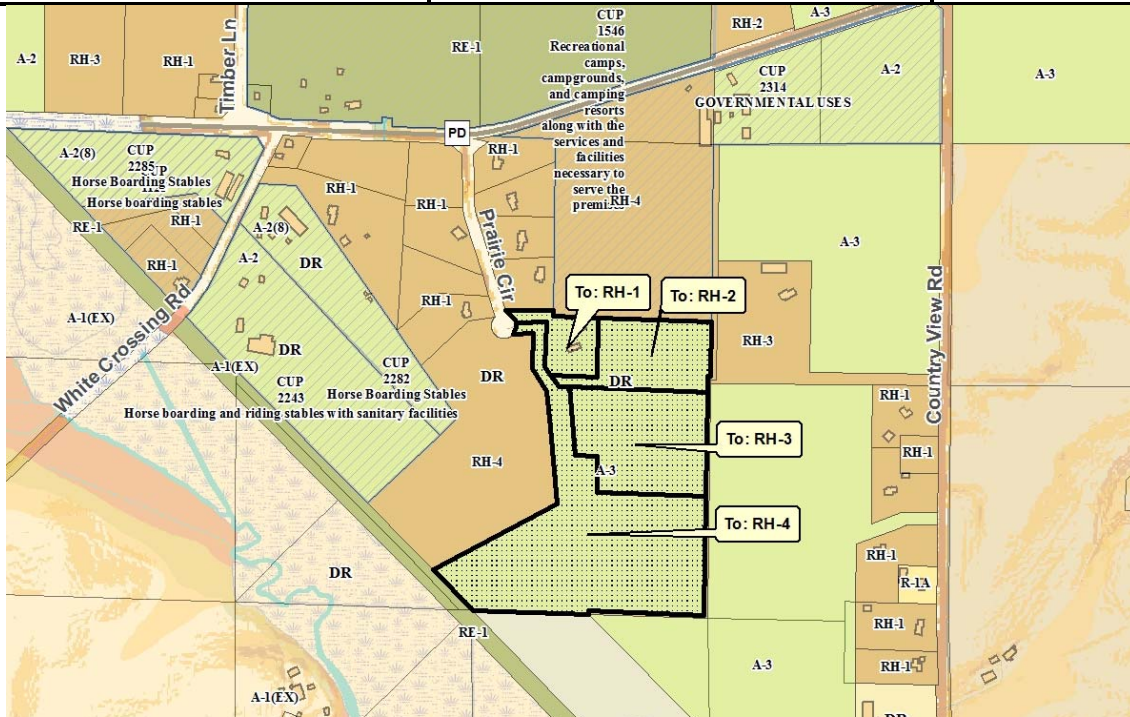 A-3
CUP
1546
Recreational
camps,
campgrounds,
and camping
resorts
along with the
services and
facilities
necessary to
serve the
RH-4
RH-2
A-2
RH-3
RH-1
Timber Ln
RE-1
CUP
2314
GOVERNMENTAL USES
A-2
A-3
PD
A-2(8)
CUP
2285
Horse Boarding Stables
Horse boarding stables
RH-1
RE-1
RH-1
RH-1
RH-1
RH-1
Prairie Cir
A-2(8)
A-2
DR
A-3
Country View Rd
RH-1
To: RH-1
To: RH-2
A-1(EX)
White Crossing Rd
DR
A-1(EX)
CUP
2243
CUP
2282
Horse Boarding Stables
Horse boarding and riding stables with sanitary facilities
DR
DR
RH-3
RH-1
RH-1
To: RH-3
RH-4
A-3
To: RH-4
RH-1
R-1A
DR
RE-1
RH-1
A-3
RH-1
A-1(EX)
DR